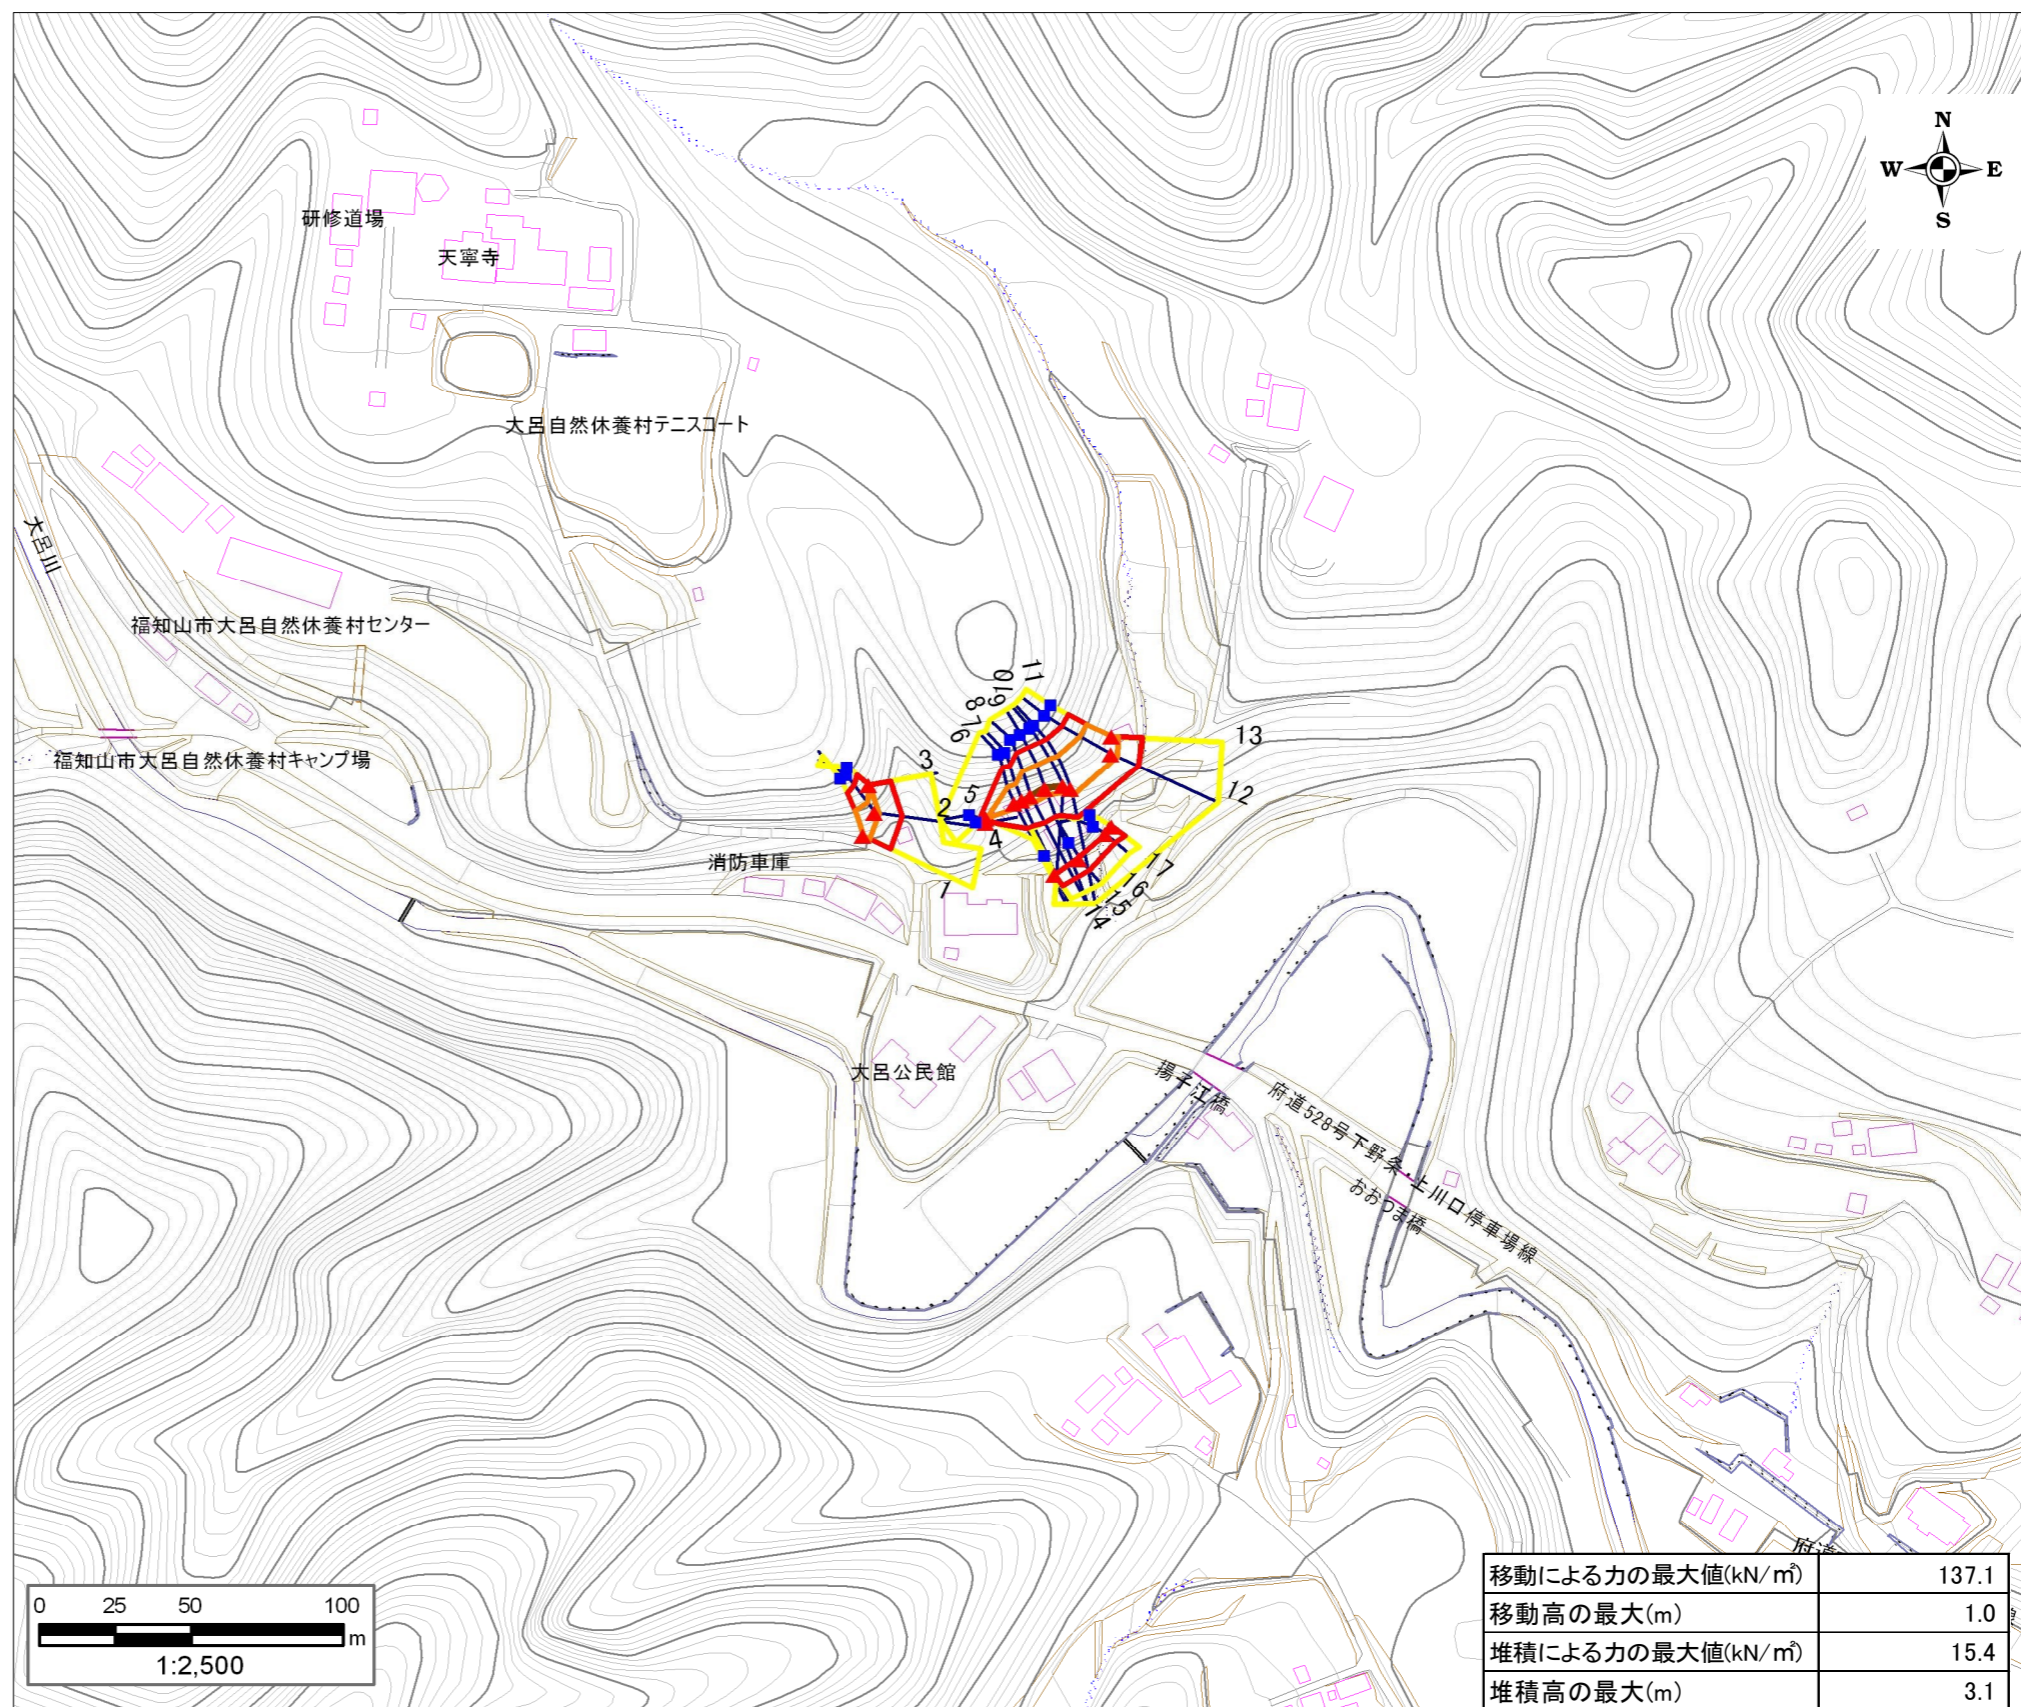 N
W E
S
研修道場
天寧寺
大呂自然休養村テニスコート
大呂川
福知山市大呂自然休養村センター
福知山市大呂自然休養村キャンプ場
11
10
9
8
7
6
13
3
12
5
2
4
消防車庫
17
1
16
15
14
大呂公民館
揚子江橋
府道528号下野条・上川口停車場線
おおつま橋
府道
0 25 50 100
m
1:2,500
移動による力の最大値(kN/㎡) 137.1
移動高の最大(m) 1.0
堆積による力の最大値(kN/㎡) 15.4
堆積高の最大(m) 3.1